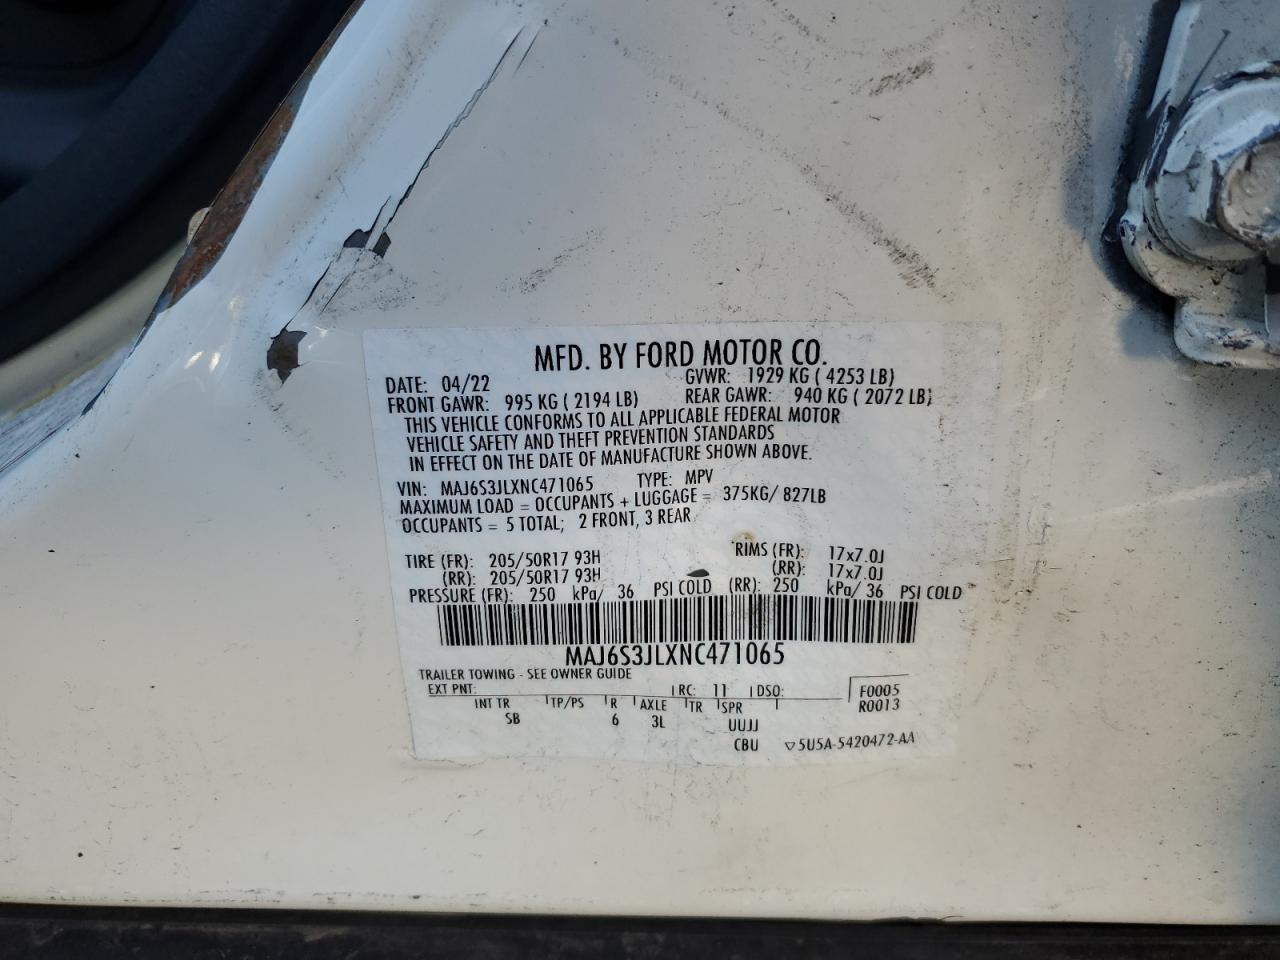 MFD. BY FORD MOTOR CO.
DATE: 04/22 GVWR: 1929 KG ( 4253 LB)
FRONT GAWR: 995 KG ( 2194 LB) REAR GAWR: 940 KG ( 2072 LB)
THIS VEHICLE CONFORMS TO ALL APPLICABLE FEDERAL MOTOR
VEHICLE SAFETY AND THEFT PREVENTION STANDARDS
IN EFFECT ON THE DATE OF MANUFACTURE SHOWN ABOVE.
VIN: MAJ6S3JLXNC471065 TYPE: MPV
MAXIMUM LOAD = OCCUPANTS + LUGGAGE = 375KG/ 827LB
OCCUPANTS = 5 TOTAL; 2 FRONT, 3 REAR
TIRE (FR): 205/50R17 93H RIMS (FR): 17x7.0J
(RR): 205/50R17 93H (RR): 17x7.0J
PRESSURE (FR): 250 kPa/ 36 PSI COLD (RR): 250 kPa/ 36 PSI COLD
MAJ6S3JLXNC471065
TRAILER TOWING - SEE OWNER GUIDE
EXT PNT: RC: 11 DSO: F0005
R0013
INT TR TP/PS R AXLE TR SPR
SB 6 3L UUJJ
CBU ▽5U5A-5420472-AA